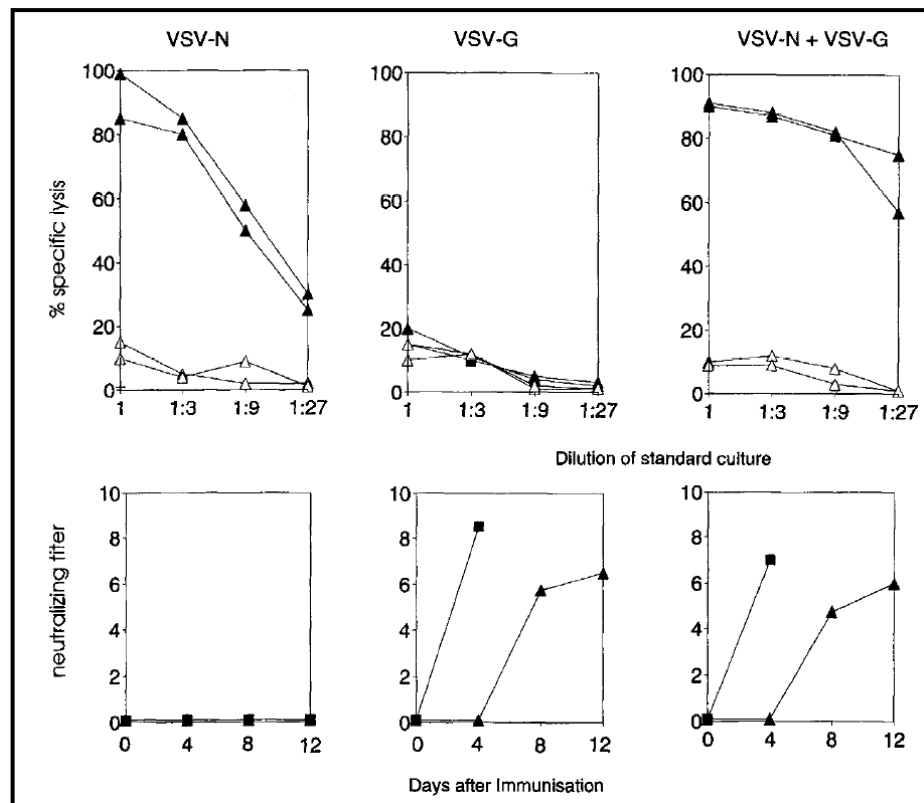 VSV-N VSV-G VSV-N + VSV-G
% specific lysis
100 100 100
80 80 80
60 60 60
40 40 40
20 20 20
0 0 0
1 1:3 1:9 1:27 1 1:3 1:9 1:27 1 1:3 1:9 1:27
Dilution of standard culture
neutralizing titer
10 10 10
8 8 8
6 6 6
4 4 4
2 2 2
0 0 0
0 4 8 12 0 4 8 12 0 4 8 12
Days after Immunisation